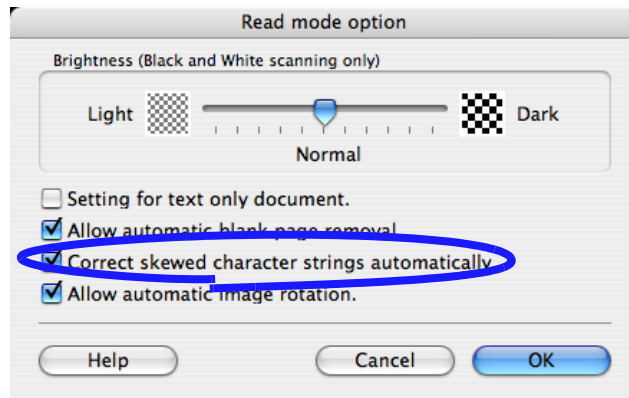 Read mode option
Brightness (Black and White scanning only)
Light Dark
Normal
Setting for text only document.
Allow automatic blank page removal.
Correct skewed character strings automatically
Allow automatic image rotation.
Help Cancel OK